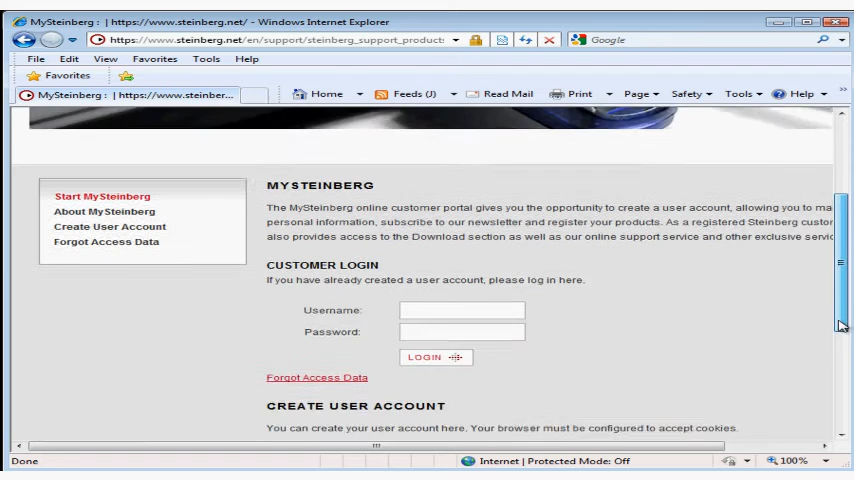 MySteinberg : | https://www.steinberg.net/ - Windows Internet Explorer
https://www.steinberg.net/en/support/steinberg_support_product:
Google
File Edit View Favorites Tools Help
Favorites
MySteinberg : | https://www.steinber...
Home Feeds (J) Read Mail Print Page Safety Tools Help
Start MySteinberg
About MySteinberg
Create User Account
Forgot Access Data
MYSTEINBERG
The MySteinberg online customer portal gives you the opportunity to create a user account, allowing you to ma
personal information, subscribe to our newsletter and register your products. As a registered Steinberg custor
also provides access to the Download section as well as our online support service and other exclusive servic
CUSTOMER LOGIN
If you have already created a user account, please log in here.
Username:
Password:
LOGIN
Forgot Access Data
CREATE USER ACCOUNT
You can create your user account here. Your browser must be configured to accept cookies.
Done
Internet | Protected Mode: Off
100%